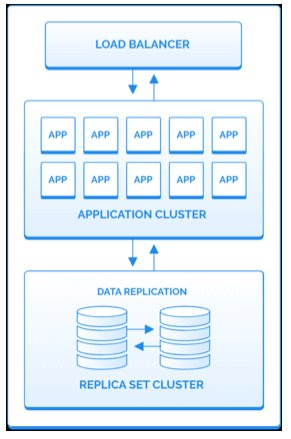 LOAD BALANCER
APP APP APP APP APP
APP APP APP APP APP
APPLICATION CLUSTER
DATA REPLICATION
REPLICA SET CLUSTER